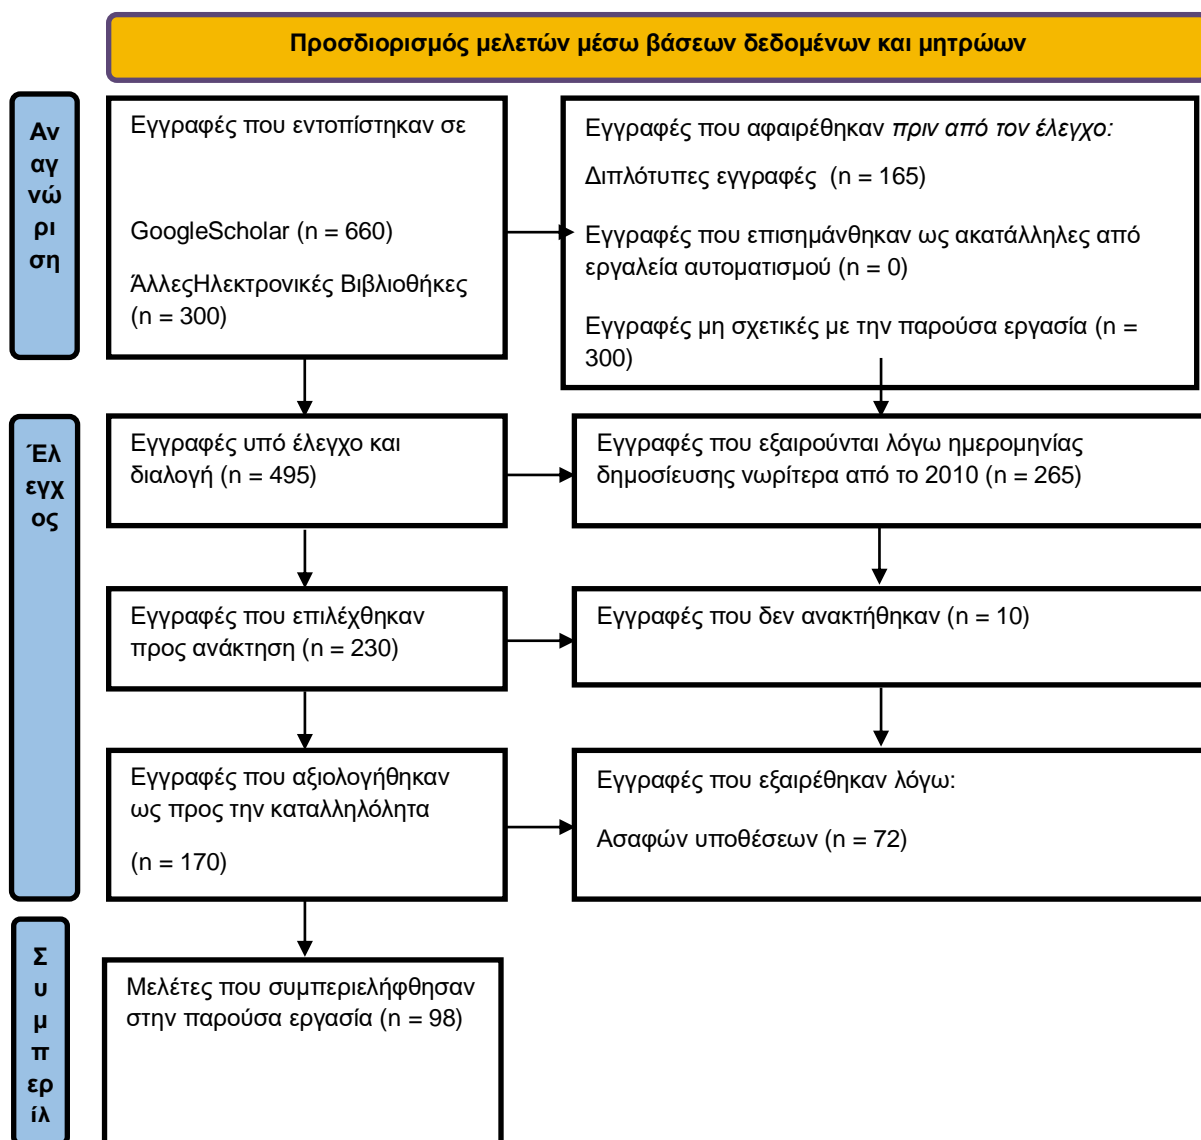 Προσδιορισμός μελετών μέσω βάσεων δεδομένων και μητρώων
Αν
αγ
νώ
ρι
ση
Εγγραφές που εντοπίστηκαν σε
GoogleScholar (n = 660)
ΆλλεςΗλεκτρονικές Βιβλιοθήκες
(n = 300)
Εγγραφές που αφαιρέθηκαν πριν από τον έλεγχο:
Διπλότυπες εγγραφές (n = 165)
Εγγραφές που επισημάνθηκαν ως ακατάλληλες από
εργαλεία αυτοματισμού (n = 0)
Εγγραφές μη σχετικές με την παρούσα εργασία (n =
300)
Έλ
εγχ
ος
Εγγραφές υπό έλεγχο και
διαλογή (n = 495)
Εγγραφές που εξαιρούνται λόγω ημερομηνίας
δημοσίευσης νωρίτερα από το 2010 (n = 265)
Εγγραφές που επιλέχθηκαν
προς ανάκτηση (n = 230)
Εγγραφές που δεν ανακτήθηκαν (n = 10)
Εγγραφές που αξιολογήθηκαν
ως προς την καταλληλόλητα
(n = 170)
Εγγραφές που εξαιρέθηκαν λόγω:
Ασαφών υποθέσεων (n = 72)
Σ
υ
μ
π
ερ
ίλ
Μελέτες που συμπεριελήφθησαν
στην παρούσα εργασία (n = 98)